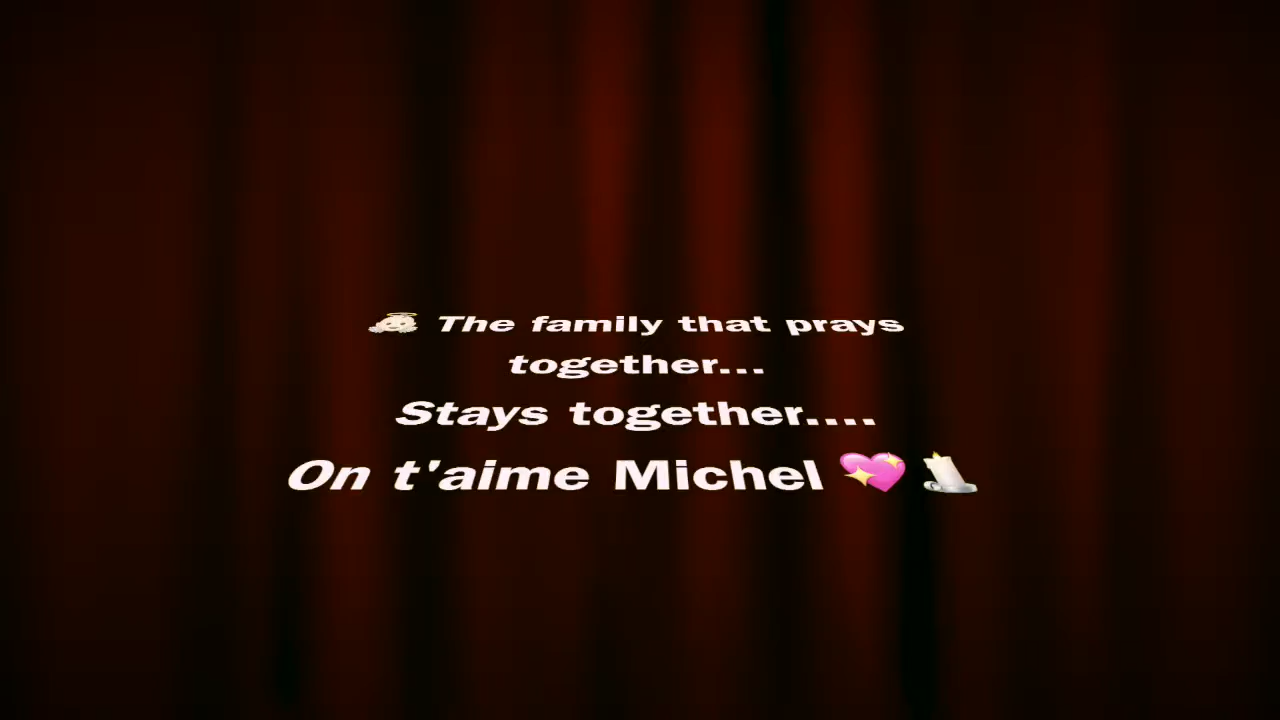 👼 The family that prays
together...
Stays together....
On t'aime Michel 💖 🕯